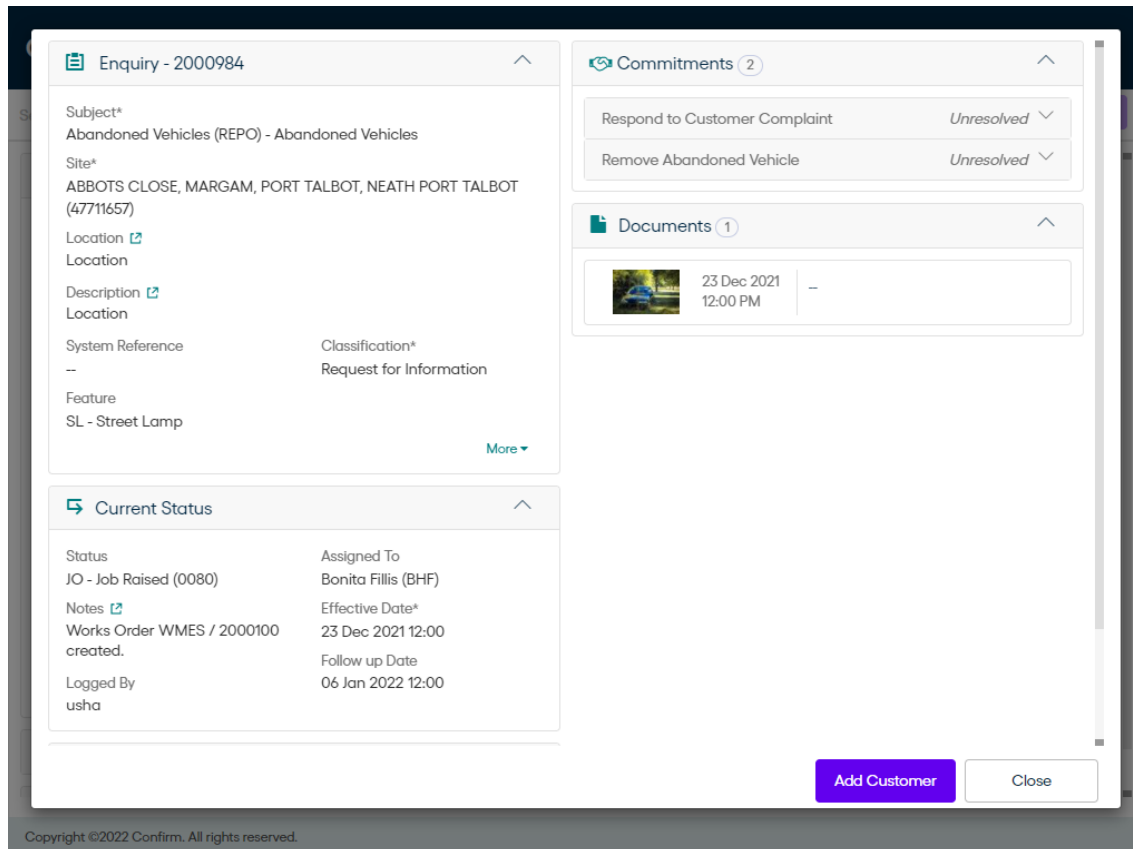 Enquiry - 2000984
Subject*
Abandoned Vehicles (REPO) - Abandoned Vehicles
Site*
ABBOTS CLOSE, MARGAM, PORT TALBOT, NEATH PORT TALBOT
(47711657)
Location
Location
Description
Location
System Reference
--
Classification*
Request for Information
Feature
SL - Street Lamp
More
Current Status
Status
JO - Job Raised (0080)
Assigned To
Bonita Fillis (BHF)
Notes
Works Order WMES / 2000100
created.
Effective Date*
23 Dec 2021 12:00
Follow up Date
06 Jan 2022 12:00
Logged By
usha
Commitments 2
Respond to Customer Complaint Unresolved
Remove Abandoned Vehicle Unresolved
Documents 1
23 Dec 2021
12:00 PM
--
Add Customer
Close
Copyright ©2022 Confirm. All rights reserved.